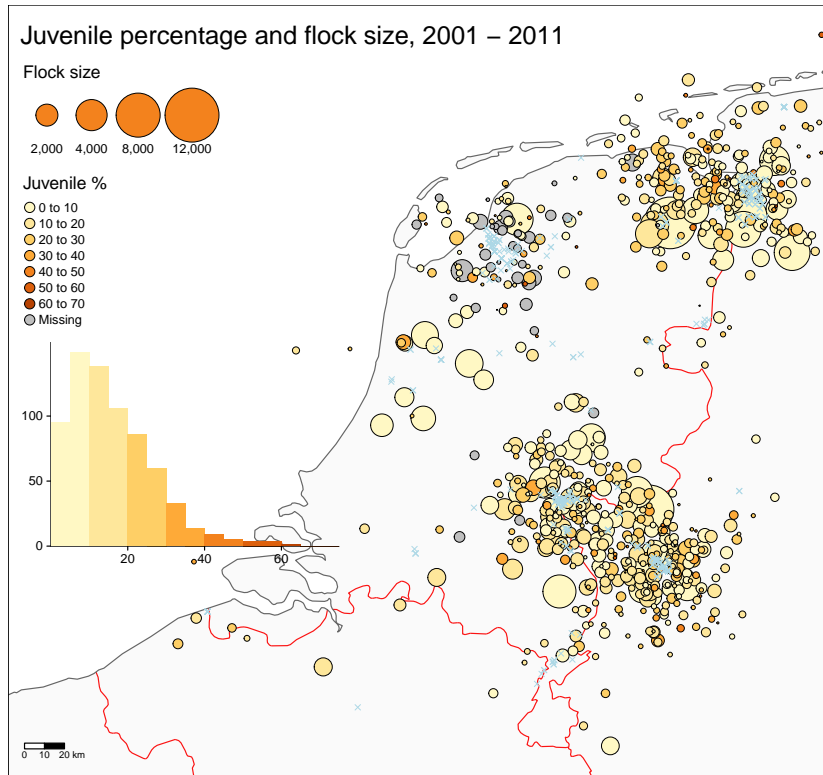 Juvenile percentage and flock size, 2001 – 2011
Flock size
2,000 4,000 8,000 12,000
Juvenile %
0 to 10
10 to 20
20 to 30
30 to 40
40 to 50
50 to 60
60 to 70
Missing
100
50
0
20 40 60
0 10 20 km